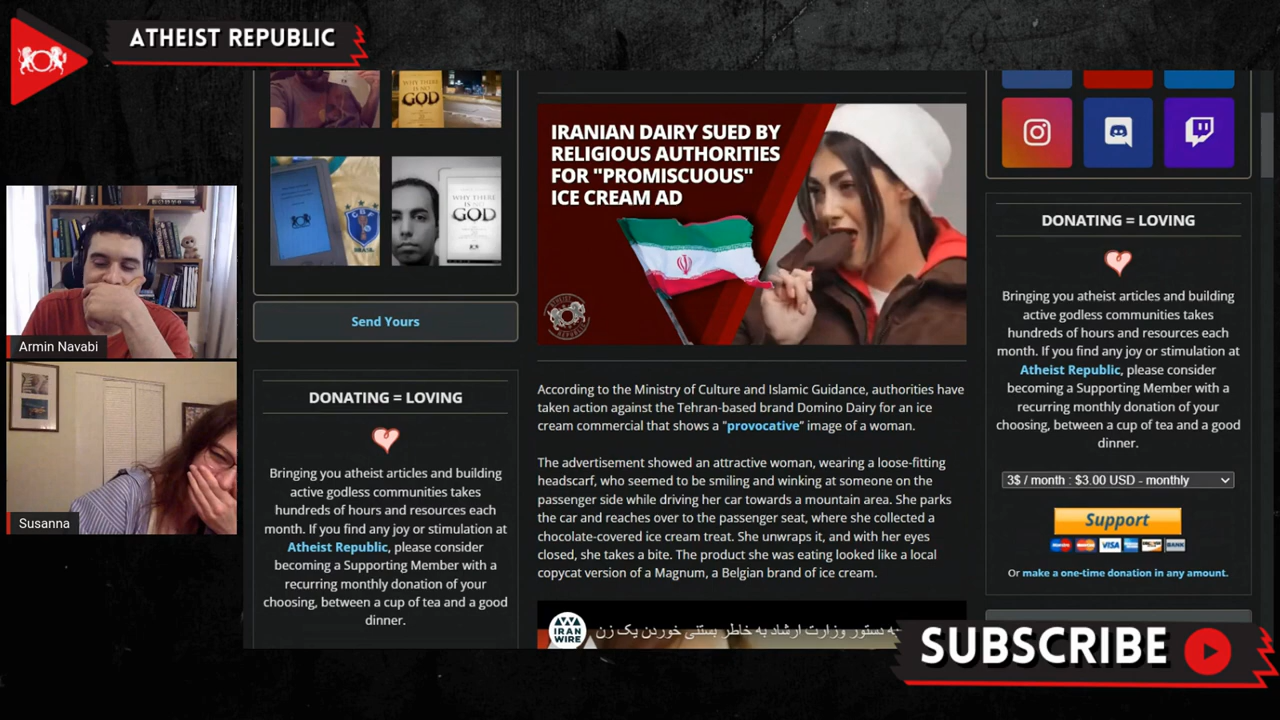 ATHEIST REPUBLIC
Armin Navabi
Susanna
WHY THERE
IS NO
GOD
WHY THERE
IS NO
GOD
CBF
BRASIL
Send Yours
DONATING = LOVING
Bringing you atheist articles and building
active godless communities takes
hundreds of hours and resources each
month. If you find any joy or stimulation at
Atheist Republic, please consider
becoming a Supporting Member with a
recurring monthly donation of your
choosing, between a cup of tea and a good
dinner.
IRANIAN DAIRY SUED BY
RELIGIOUS AUTHORITIES
FOR "PROMISCUOUS"
ICE CREAM AD
According to the Ministry of Culture and Islamic Guidance, authorities have
taken action against the Tehran-based brand Domino Dairy for an ice
cream commercial that shows a “provocative” image of a woman.
The advertisement showed an attractive woman, wearing a loose-fitting
headscarf, who seemed to be smiling and winking at someone on the
passenger side while driving her car towards a mountain area. She parks
the car and reaches over to the passenger seat, where she collected a
chocolate-covered ice cream treat. She unwraps it, and with her eyes
closed, she takes a bite. The product she was eating looked like a local
copycat version of a Magnum, a Belgian brand of ice cream.
IRAN
WIRE
به دستور وزارت ارشاد به خاطر بستنی خوردن یک زن
DONATING = LOVING
Bringing you atheist articles and building
active godless communities takes
hundreds of hours and resources each
month. If you find any joy or stimulation at
Atheist Republic, please consider
becoming a Supporting Member with a
recurring monthly donation of your
choosing, between a cup of tea and a good
dinner.
3$ / month : $3.00 USD - monthly
Support
VISA
BANK
Or make a one-time donation in any amount.
SUBSCRIBE